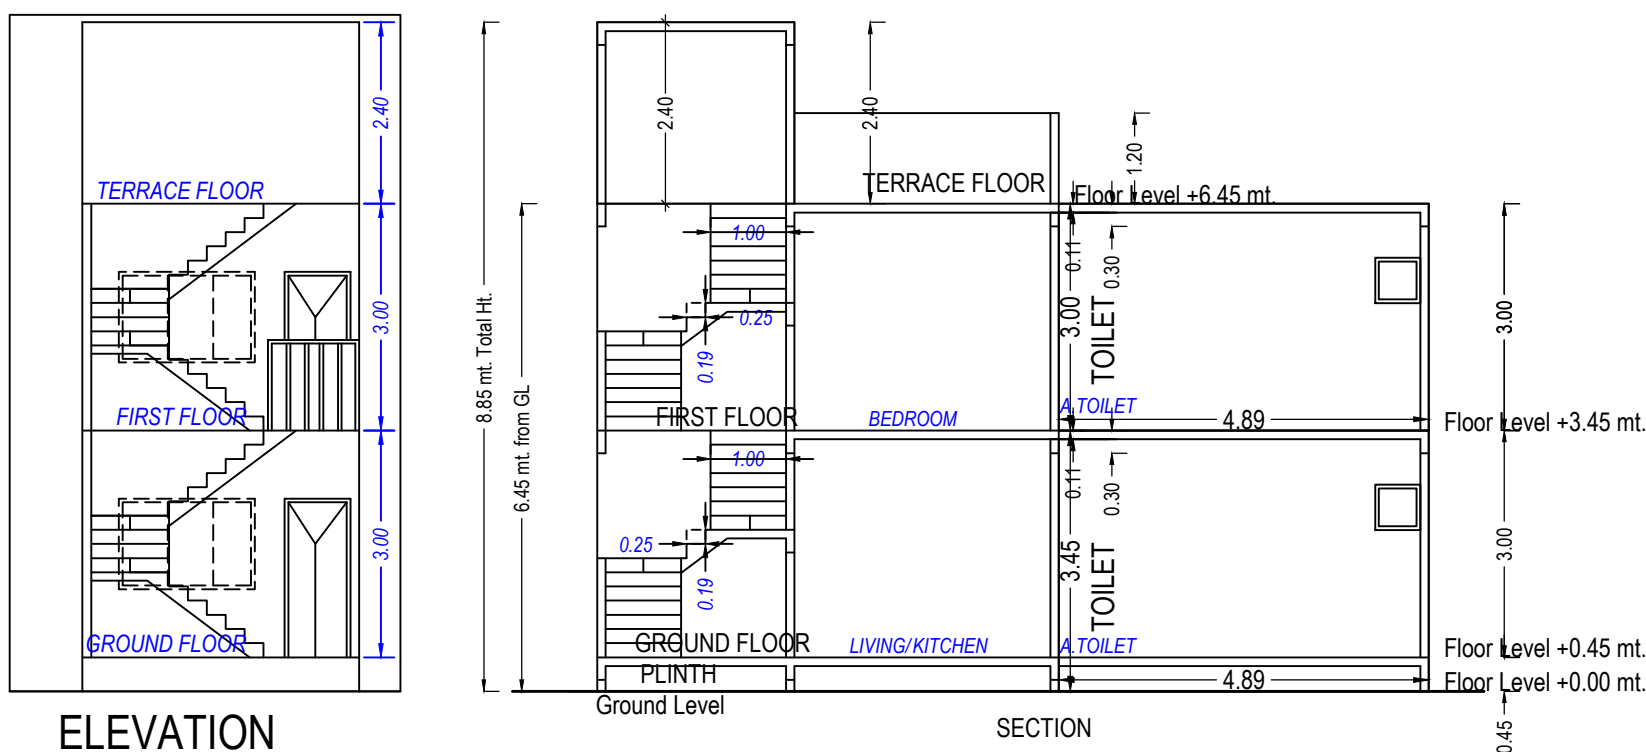 2.40
TERRACE FLOOR
3.00
FIRST FLOOR
3.00
GROUND FLOOR
ELEVATION
8.85 mt. Total Ht.
6.45 mt. from GL
2.40
2.40
1.20
TERRACE FLOOR
Floor Level +6.45 mt.
1.00
0.25
0.19
0.11
0.30
3.00
TOILET
3.00
FIRST FLOOR
BEDROOM
A.TOILET
4.89
Floor Level +3.45 mt.
1.00
0.25
0.19
0.11
0.30
3.45
TOILET
3.00
GROUND FLOOR
LIVING/KITCHEN
A.TOILET
Floor Level +0.45 mt.
PLINTH
4.89
Floor Level +0.00 mt.
Ground Level
0.45
SECTION